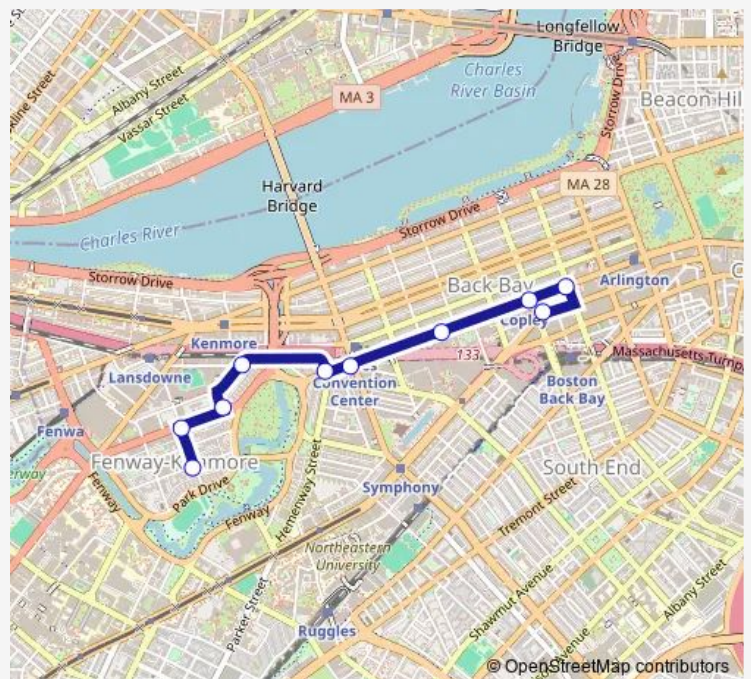 Longfellow
Bridge
Charles
River Basin
Albany Street
MA 3
Vassar Street
Storrow Drive
Beacon Hil
Harvard
Bridge
MA 28
Storrow Drive
Charles River
Storrow Drive
Back Bay
Arlington
Copley
Kenmore
133
Massachusetts Turnp
Lansdowne
Convention
Center
Boston
Back Bay
Fenwa
Fenway-Kenmore
South End
Symphony
Park Drive
Fenway
Fenway
Hemenway Street
Tremont Street
Northeastern
University
Albany Street
Shawmut Avenue
Parker Street
Ruggles
© OpenStreetMap contributors